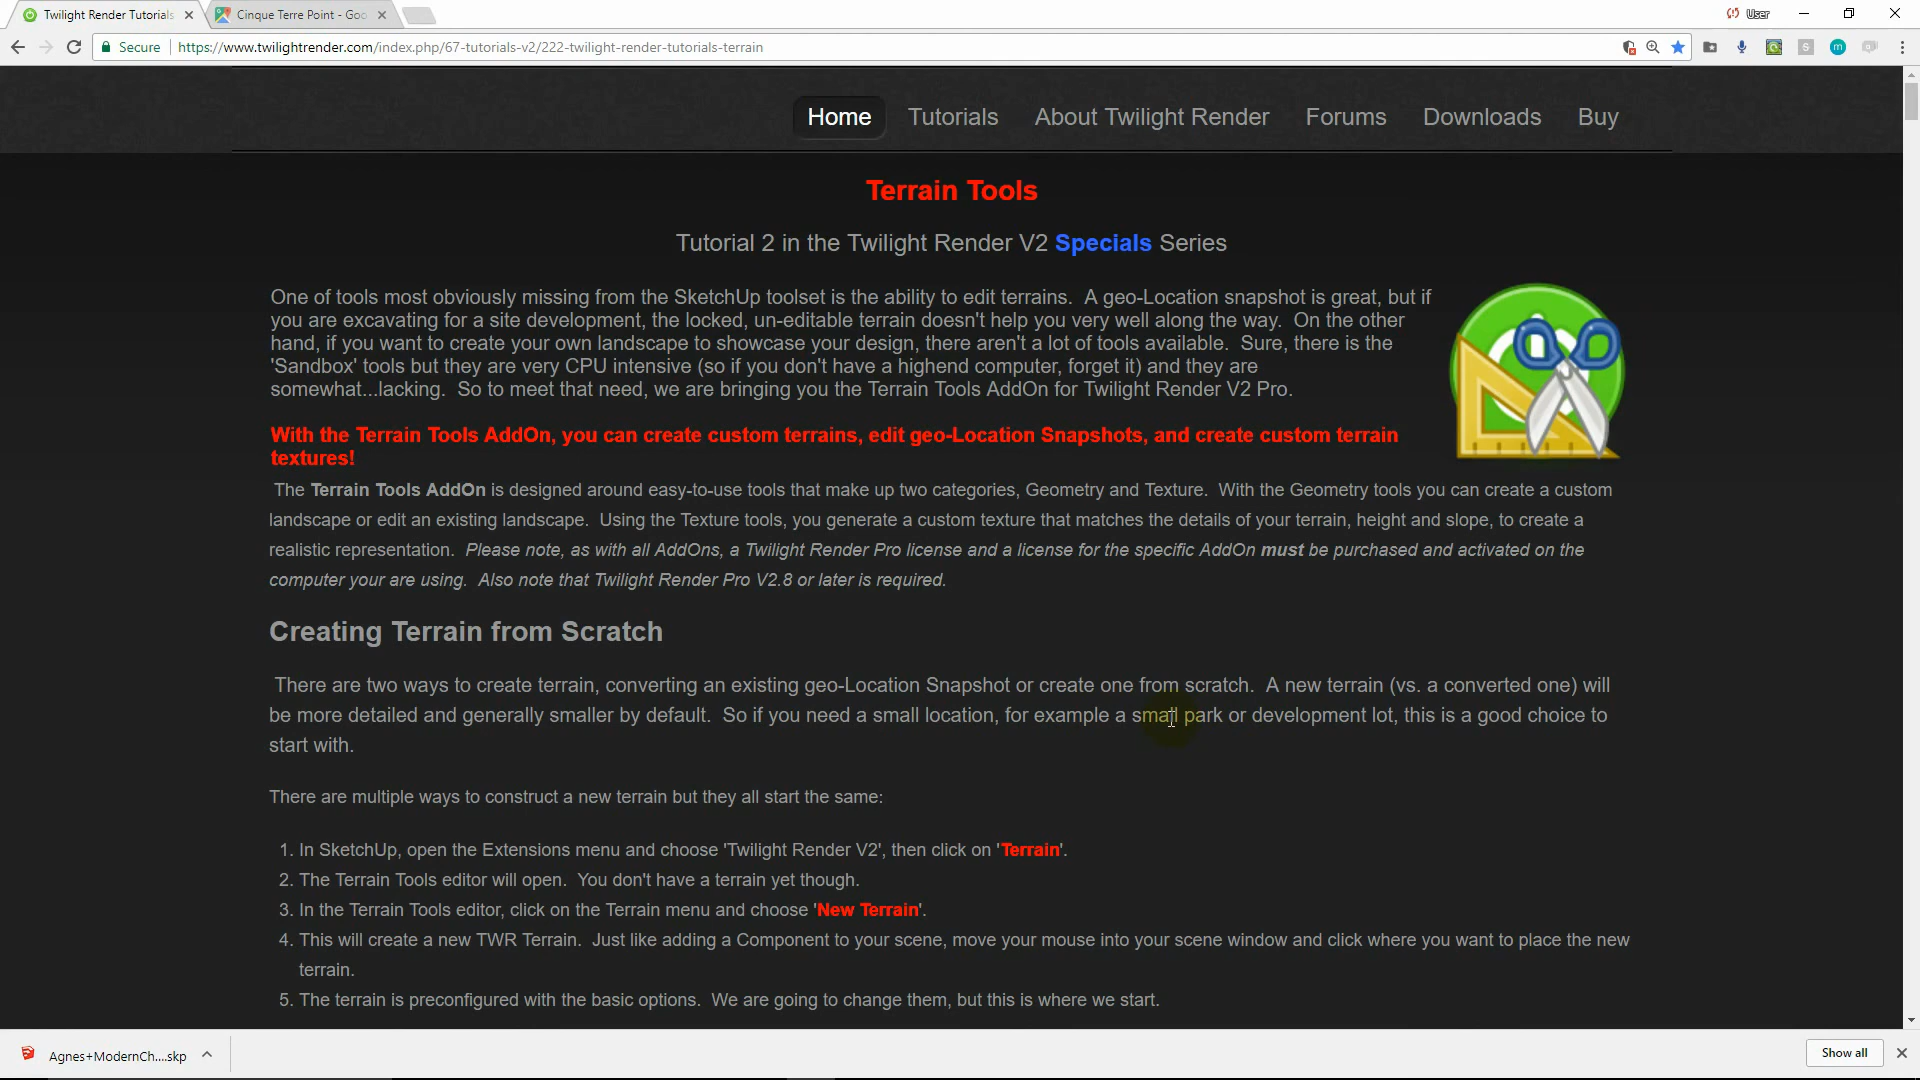 Twilight Render Tutorials
Cinque Terre Point - Goo
User
Secure
https://www.twilightrender.com/index.php/67-tutorials-v2/222-twilight-render-tutorials-terrain
Home
Tutorials
About Twilight Render
Forums
Downloads
Buy
Terrain Tools
Tutorial 2 in the Twilight Render V2 Specials Series
One of tools most obviously missing from the SketchUp toolset is the ability to edit terrains. A geo-Location snapshot is great, but if
you are excavating for a site development, the locked, un-editable terrain doesn't help you very well along the way. On the other
hand, if you want to create your own landscape to showcase your design, there aren't a lot of tools available. Sure, there is the
'Sandbox' tools but they are very CPU intensive (so if you don't have a highend computer, forget it) and they are
somewhat...lacking. So to meet that need, we are bringing you the Terrain Tools AddOn for Twilight Render V2 Pro.
With the Terrain Tools AddOn, you can create custom terrains, edit geo-Location Snapshots, and create custom terrain
textures!
The Terrain Tools AddOn is designed around easy-to-use tools that make up two categories, Geometry and Texture. With the Geometry tools you can create a custom
landscape or edit an existing landscape. Using the Texture tools, you generate a custom texture that matches the details of your terrain, height and slope, to create a
realistic representation. Please note, as with all AddOns, a Twilight Render Pro license and a license for the specific AddOn must be purchased and activated on the
computer your are using. Also note that Twilight Render Pro V2.8 or later is required.
Creating Terrain from Scratch
There are two ways to create terrain, converting an existing geo-Location Snapshot or create one from scratch. A new terrain (vs. a converted one) will
be more detailed and generally smaller by default. So if you need a small location, for example a small park or development lot, this is a good choice to
start with.
There are multiple ways to construct a new terrain but they all start the same:
1. In SketchUp, open the Extensions menu and choose 'Twilight Render V2', then click on 'Terrain'.
2. The Terrain Tools editor will open. You don't have a terrain yet though.
3. In the Terrain Tools editor, click on the Terrain menu and choose 'New Terrain'.
4. This will create a new TWR Terrain. Just like adding a Component to your scene, move your mouse into your scene window and click where you want to place the new
terrain.
5. The terrain is preconfigured with the basic options. We are going to change them, but this is where we start.
Agnes+ModernCh....skp
Show all